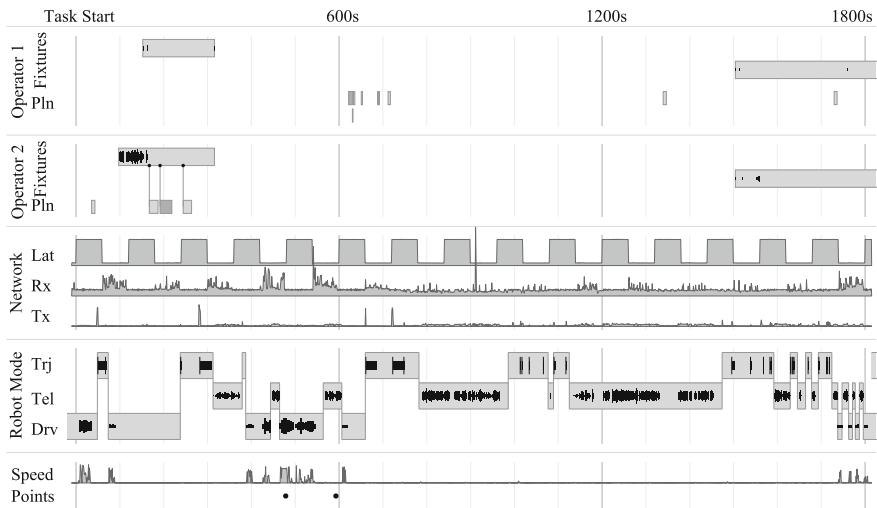 Task Start 600s 1200s 1800s
Operator 1
Fixtures
Pln
Operator 2
Fixtures
Pln
Network
Lat
Rx
Tx
Robot Mode
Trj
Tel
Drv
Speed
Points